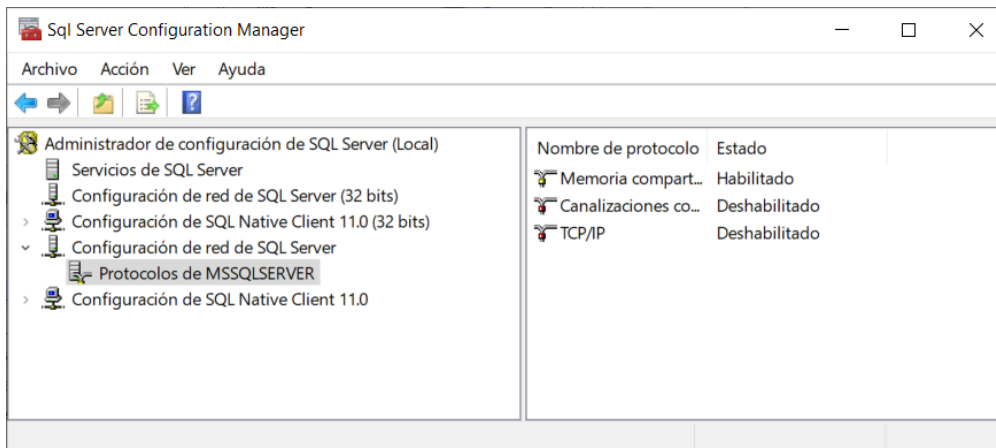 Sql Server Configuration Manager
Archivo Acción Ver Ayuda
Administrador de configuración de SQL Server (Local)
Servicios de SQL Server
Configuración de red de SQL Server (32 bits)
Configuración de SQL Native Client 11.0 (32 bits)
Configuración de red de SQL Server
Protocolos de MSSQLSERVER
Configuración de SQL Native Client 11.0
Nombre de protocolo Estado
Memoria compart... Habilitado
Canalizaciones co... Deshabilitado
TCP/IP Deshabilitado